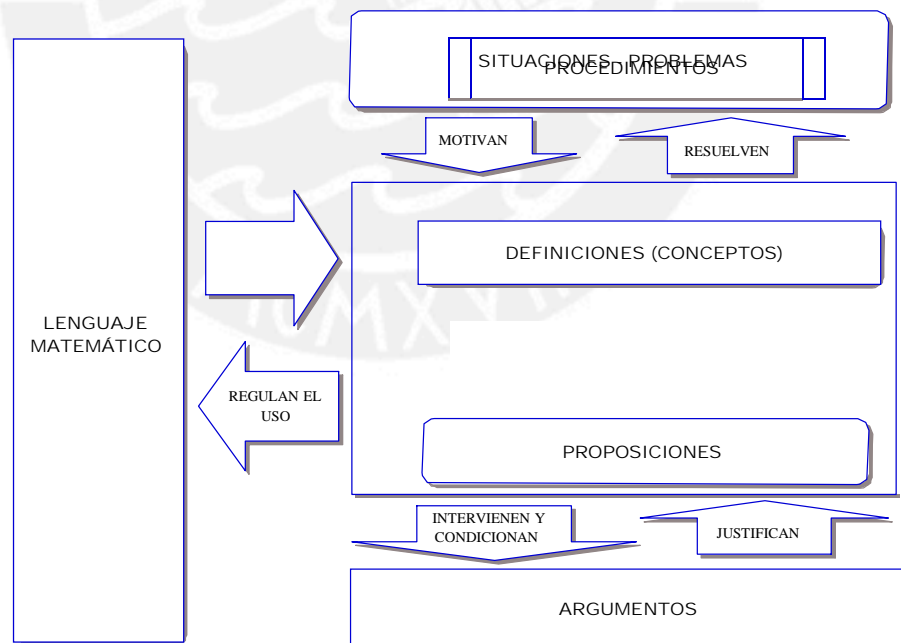 SITUACIONES - PROBLEMAS
PROCEDIMIENTOS
MOTIVAN
RESUELVEN
DEFINICIONES (CONCEPTOS)
LENGUAJE
MATEMÁTICO
REGULAN EL
USO
PROPOSICIONES
INTERVIENEN Y
CONDICIONAN
JUSTIFICAN
ARGUMENTOS